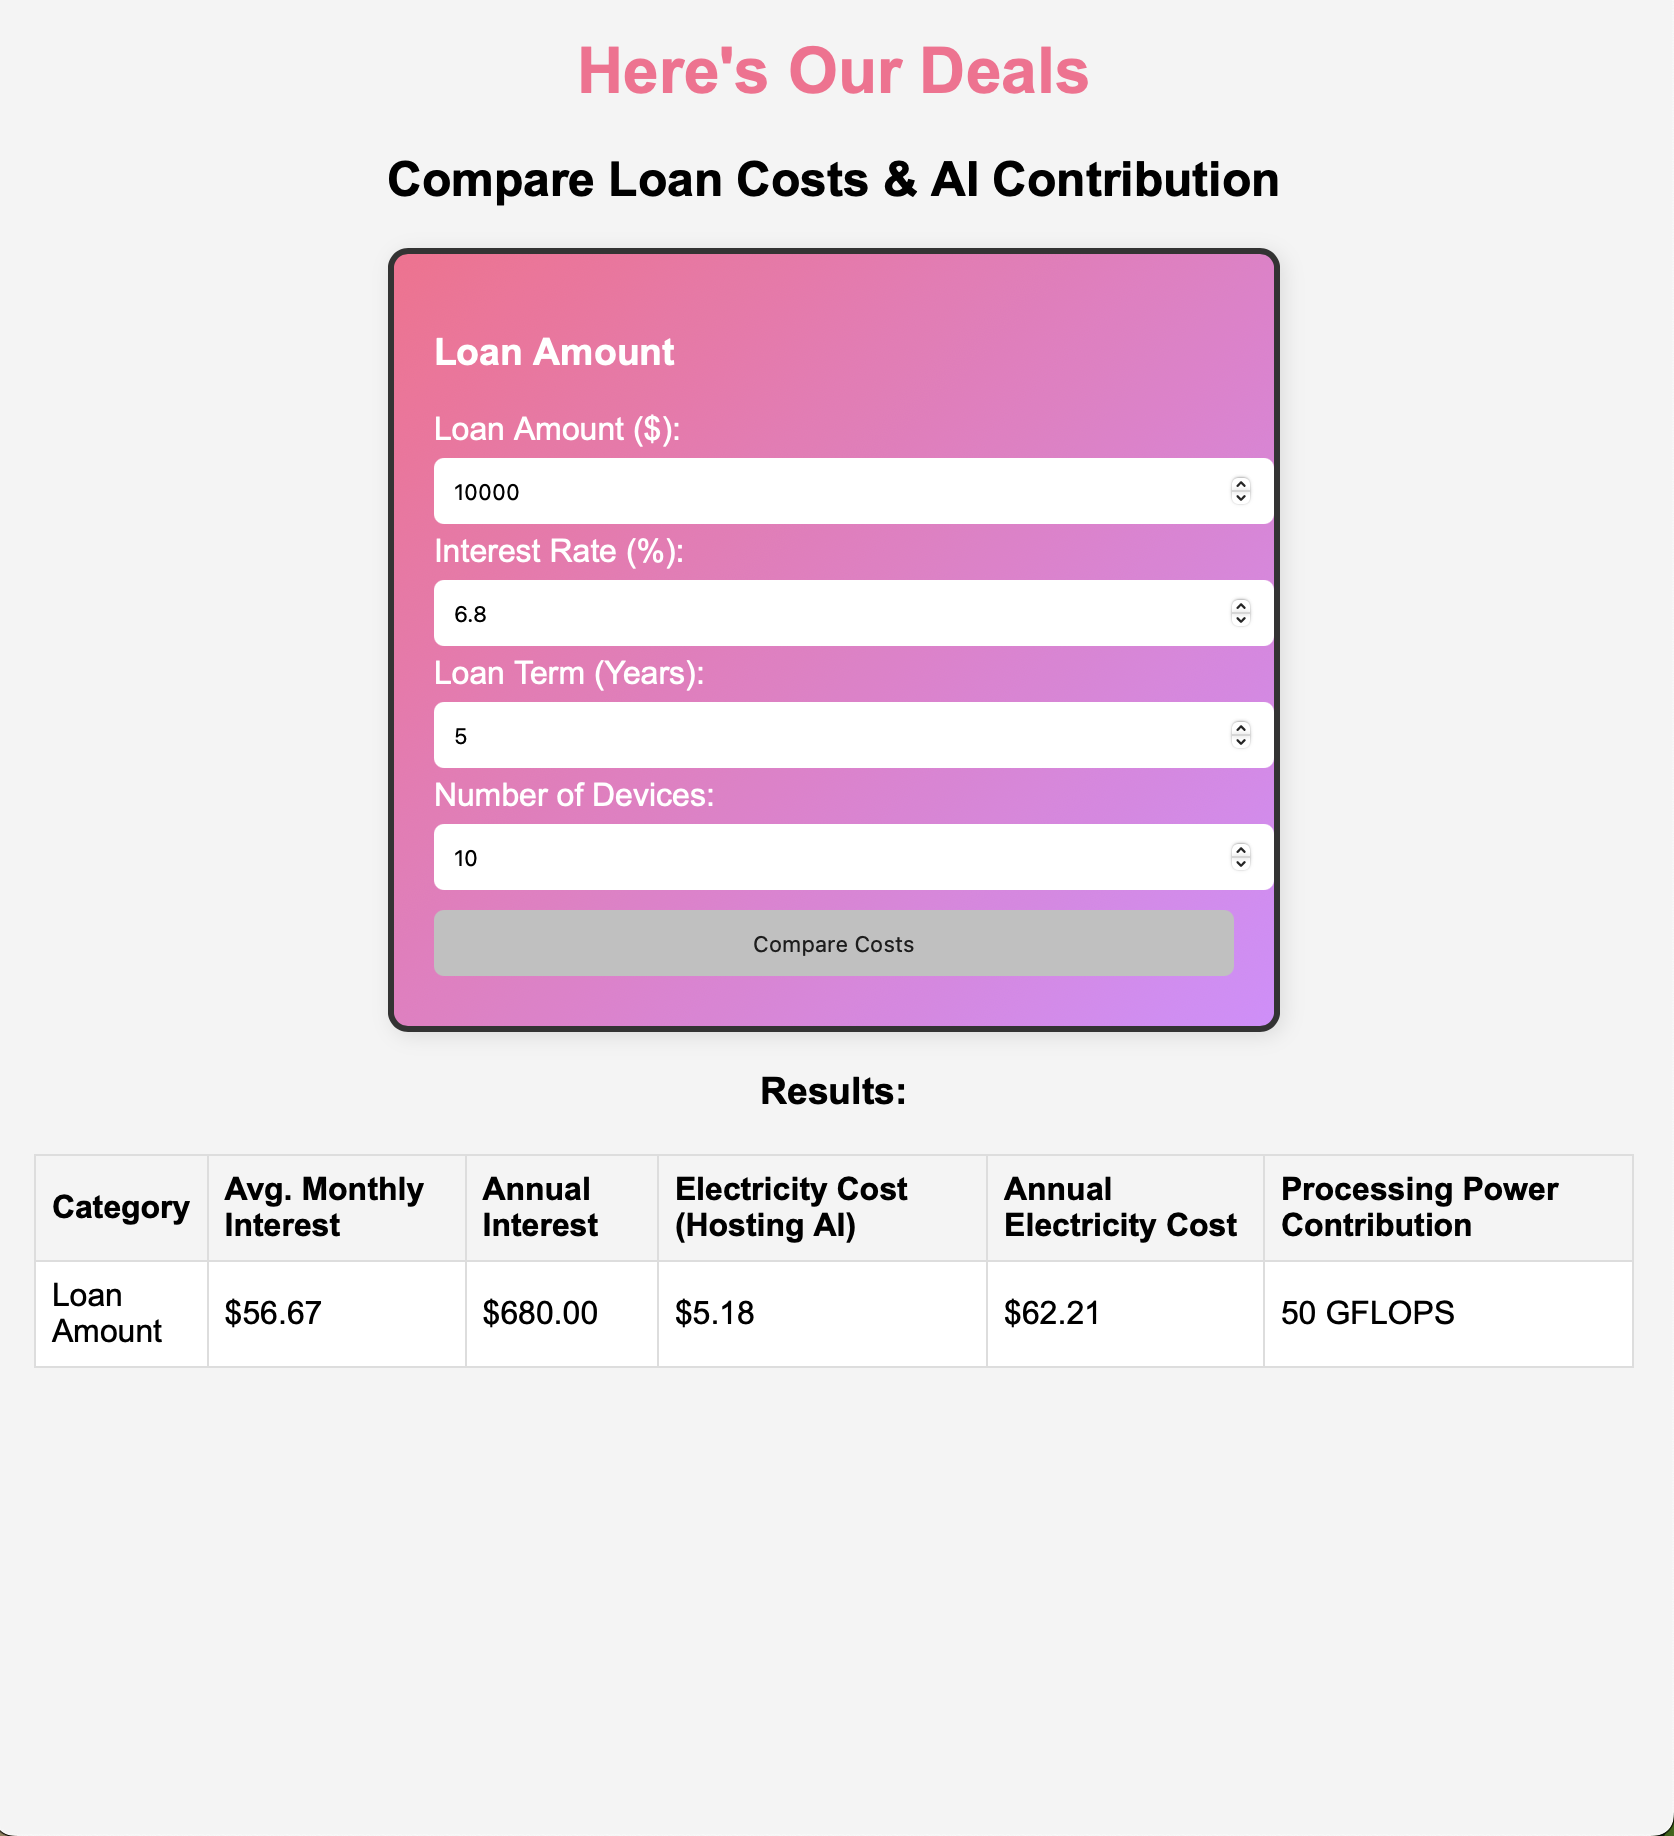 Here's Our Deals
Compare Loan Costs & AI Contribution
Loan Amount
Loan Amount ($):
10000
Interest Rate (%):
6.8
Loan Term (Years):
5
Number of Devices:
10
Compare Costs
Results:
Category
Avg. Monthly
Interest
Annual
Interest
Electricity Cost
(Hosting AI)
Annual
Electricity Cost
Processing Power
Contribution
Loan
Amount
$56.67
$680.00
$5.18
$62.21
50 GFLOPS